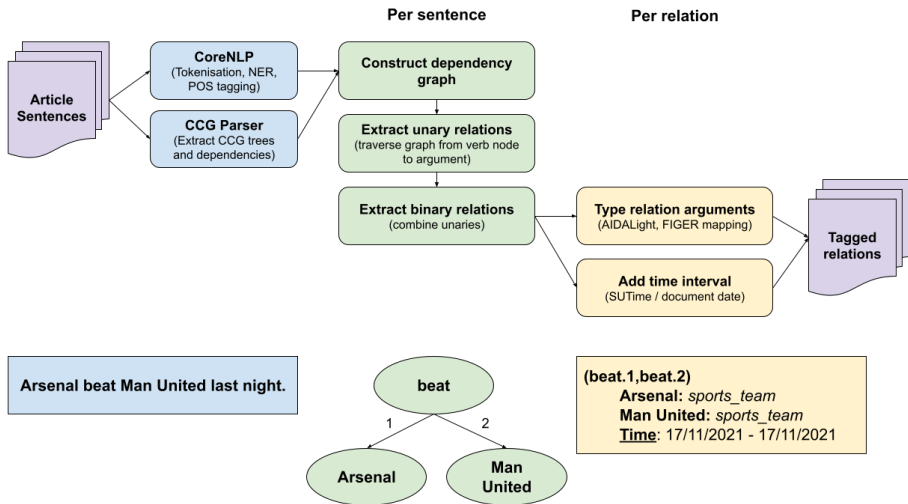 Per sentence
Per relation
Article
Sentences
CoreNLP
(Tokenisation, NER,
POS tagging)
CCG Parser
(Extract CCG trees
and dependencies)
Construct dependency
graph
Extract unary relations
(traverse graph from verb node
to argument)
Extract binary relations
(combine unaries)
Type relation arguments
(AIDALight, FIGER mapping)
Add time interval
(SUTime / document date)
Tagged
relations
Arsenal beat Man United last night.
beat
1
2
Arsenal
Man
United
(beat.1,beat.2)
Arsenal: sports_team
Man United: sports_team
Time: 17/11/2021 - 17/11/2021